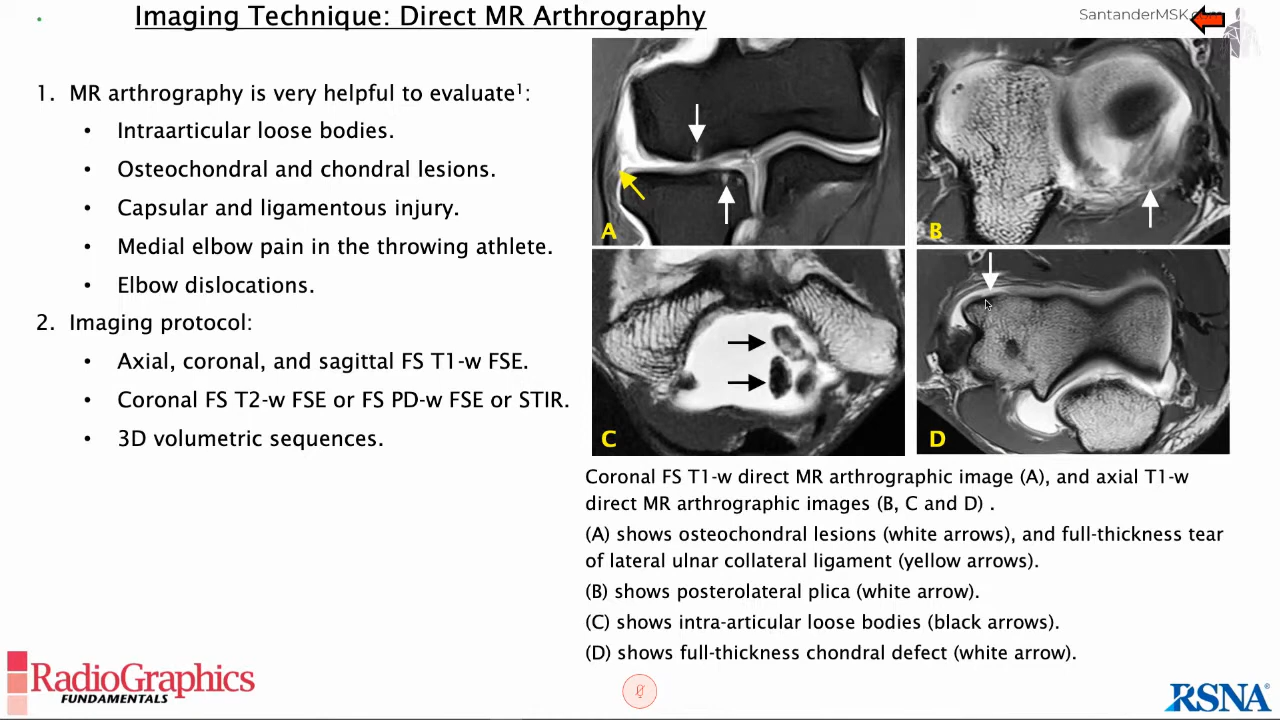 Imaging Technique: Direct MR Arthrography
SantanderMSK.com
1. MR arthrography is very helpful to evaluate¹:
• Intraarticular loose bodies.
• Osteochondral and chondral lesions.
• Capsular and ligamentous injury.
• Medial elbow pain in the throwing athlete.
• Elbow dislocations.
2. Imaging protocol:
• Axial, coronal, and sagittal FS T1-w FSE.
• Coronal FS T2-w FSE or FS PD-w FSE or STIR.
• 3D volumetric sequences.
A
B
C
D
Coronal FS T1-w direct MR arthrographic image (A), and axial T1-w
direct MR arthrographic images (B, C and D) .
(A) shows osteochondral lesions (white arrows), and full-thickness tear
of lateral ulnar collateral ligament (yellow arrows).
(B) shows posterolateral plica (white arrow).
(C) shows intra-articular loose bodies (black arrows).
(D) shows full-thickness chondral defect (white arrow).
RadioGraphics
FUNDAMENTALS
RSNA®